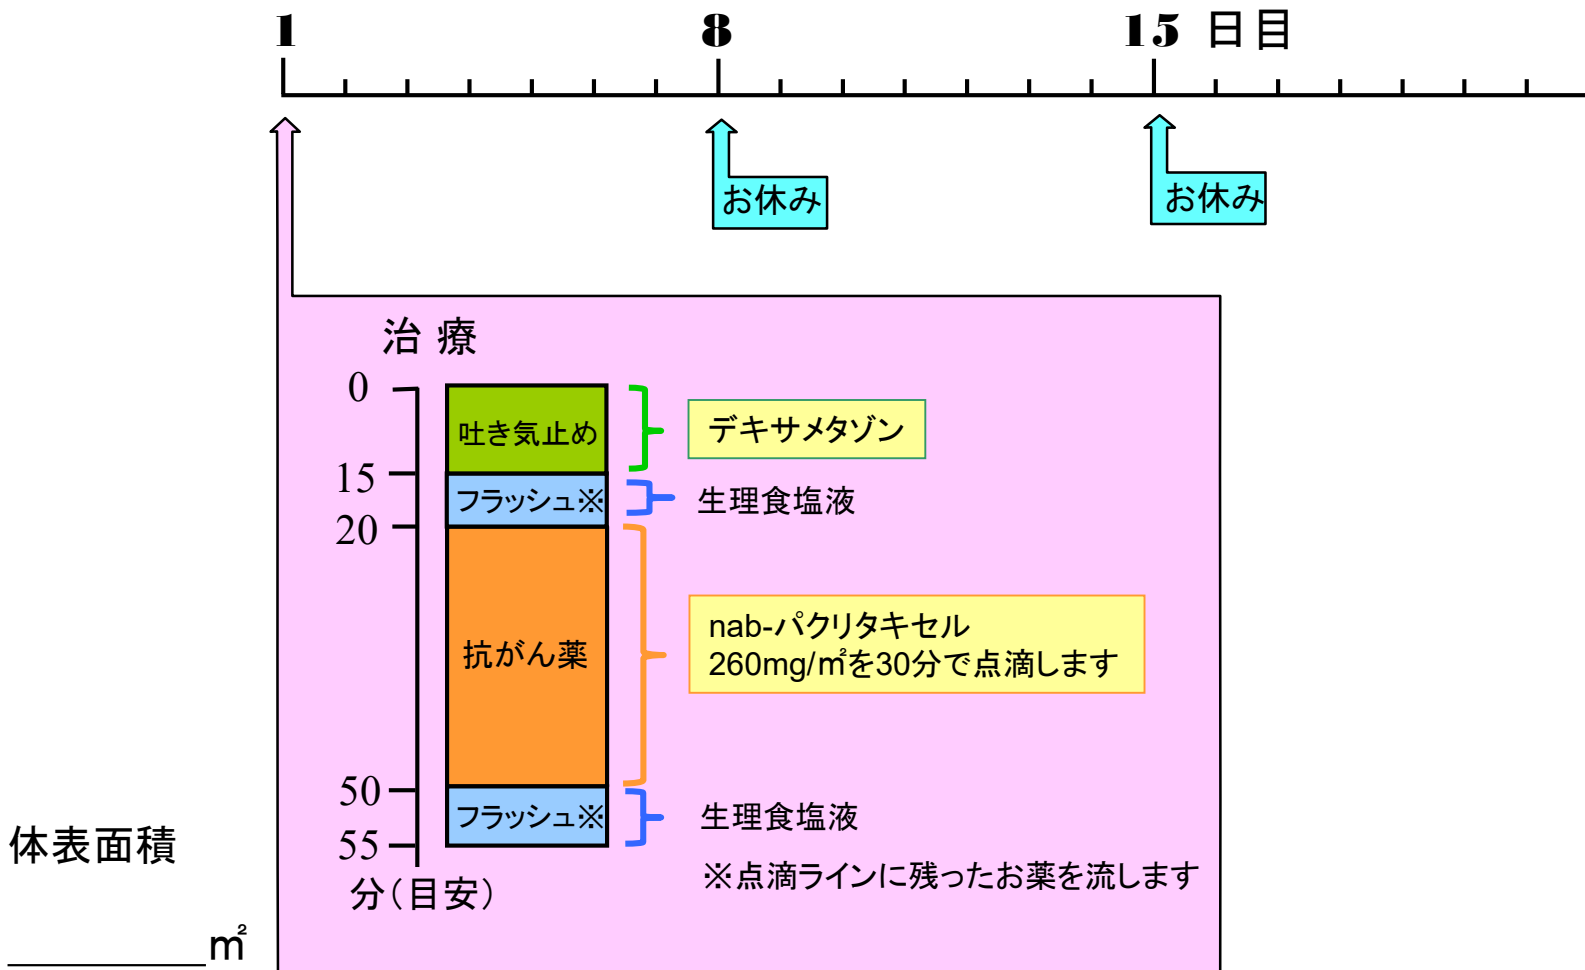 1
8
15 日目
お休み
お休み
治 療
0
吐き気止め
デキサメタゾン
15
フラッシュ※
生理食塩液
20
抗がん薬
nab-パクリタキセル
260mg/㎡を30分で点滴します
50
フラッシュ※
生理食塩液
55
※点滴ラインに残ったお薬を流します
分(目安)
体表面積
________㎡